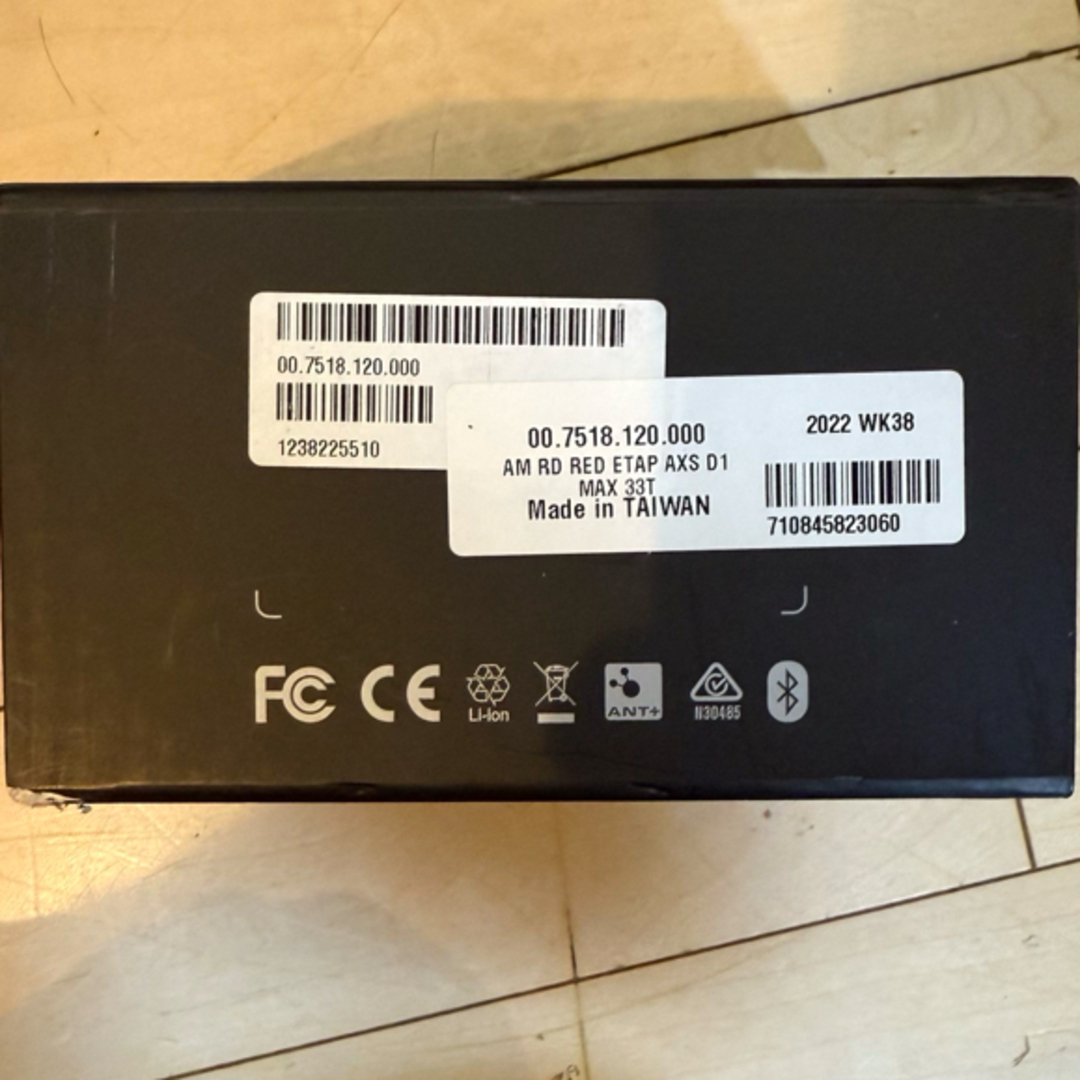 00.7518.120.000
1238225510
00.7518.120.000
AM RD RED ETAP AXS D1
MAX 33T
Made in TAIWAN
2022 WK38
710845823060
FC CE Li-Ion ANT+ N30485